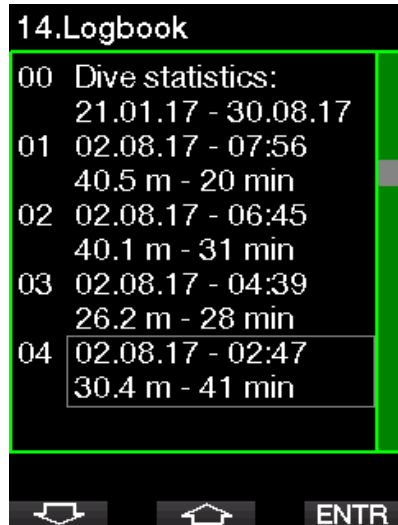 14.Logbook
00 Dive statistics:
21.01.17 - 30.08.17
01 02.08.17 - 07:56
40.5 m - 20 min
02 02.08.17 - 06:45
40.1 m - 31 min
03 02.08.17 - 04:39
26.2 m - 28 min
04 02.08.17 - 02:47
30.4 m - 41 min
ENTR